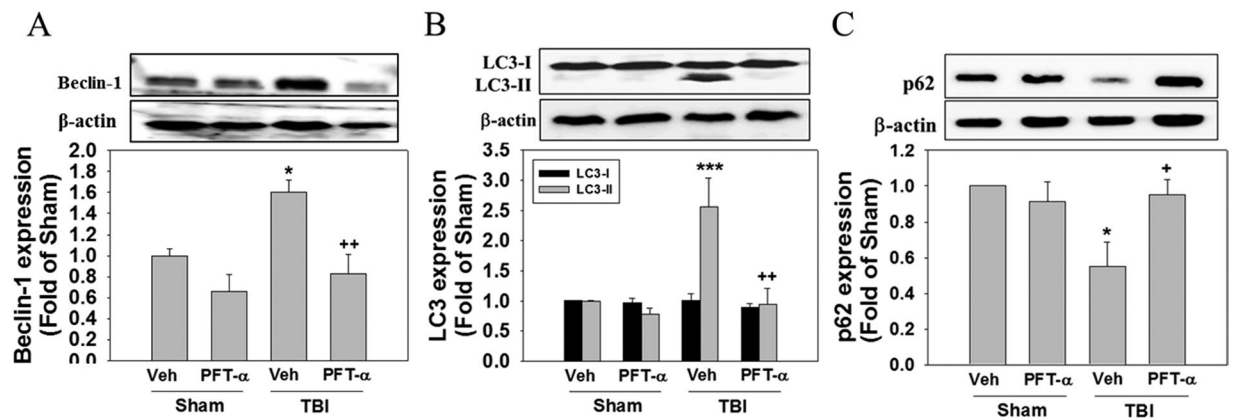 A
Beclin-1
β-actin
Beclin-1 expression
(Fold of Sham)
2.0
1.8
1.6
1.4
1.2
1.0
0.8
0.6
0.4
0.2
0.0
*
++
Veh PFT-α Veh PFT-α
Sham TBI
B
LC3-I
LC3-II
β-actin
LC3 expression
(Fold of Sham)
3.5
3.0
2.5
2.0
1.5
1.0
0.5
0.0
LC3-I
LC3-II
***
++
Veh PFT-α Veh PFT-α
Sham TBI
C
p62
β-actin
p62 expression
(Fold of Sham)
1.2
1.0
0.8
0.6
0.4
0.2
0.0
*
+
Veh PFT-α Veh PFT-α
Sham TBI